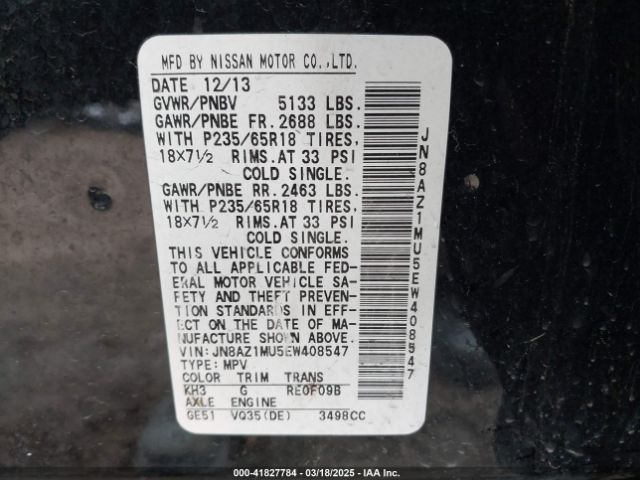 MFD BY NISSAN MOTOR CO.,LTD.
DATE 12/13
GVWR/PNBV 5133 LBS.
GAWR/PNBE FR. 2688 LBS.
WITH P235/65R18 TIRES,
18X7½ RIMS. AT 33 PSI
COLD SINGLE.
GAWR/PNBE RR. 2463 LBS.
WITH P235/65R18 TIRES,
18X7½ RIMS. AT 33 PSI
COLD SINGLE.
THIS VEHICLE CONFORMS
TO ALL APPLICABLE FED-
ERAL MOTOR VEHICLE SA-
FETY AND THEFT PREVEN-
TION STANDARDS IN EFF-
ECT ON THE DATE OF MA-
NUFACTURE SHOWN ABOVE.
VIN: JN8AZ1MU5EW408547
TYPE: MPV
COLOR TRIM TRANS
KH3 G RE0F09B
AXLE ENGINE
GE51 VQ35(DE) 3498CC
JN8AZ1MU5EW408547
000-41827784 - 03/18/2025 - IAA Inc.